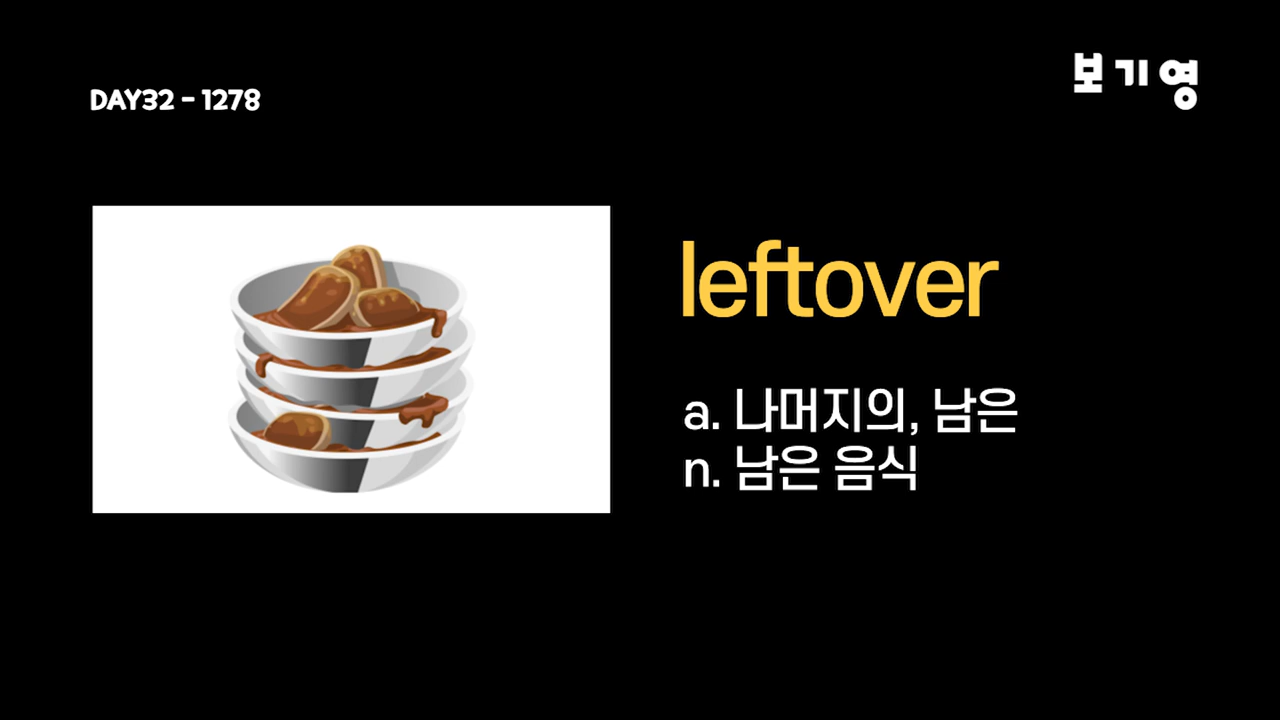 DAY32 - 1278
보기영
leftover
a. 나머지의, 남은
n. 남은 음식